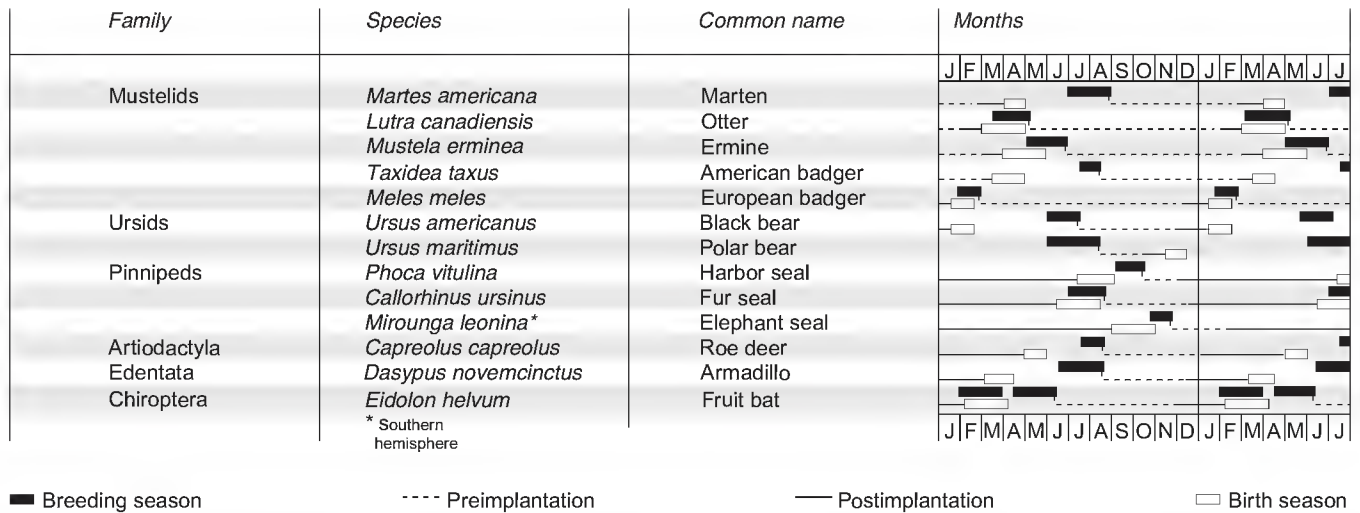 Family Species Common name Months
J F M A M J J A S O N D J F M A M J J
Mustelids Martes americana Marten
Lutra canadiensis Otter
Mustela erminea Ermine
Taxidea taxus American badger
Meles meles European badger
Ursids Ursus americanus Black bear
Ursus maritimus Polar bear
Pinnipeds Phoca vitulina Harbor seal
Callorhinus ursinus Fur seal
Mirounga leonina* Elephant seal
Artiodactyla Capreolus capreolus Roe deer
Edentata Dasypus novemcinctus Armadillo
Chiroptera Eidolon helvum Fruit bat
* Southern
hemisphere
J F M A M J J A S O N D J F M A M J J
Breeding season Preimplantation Postimplantation Birth season